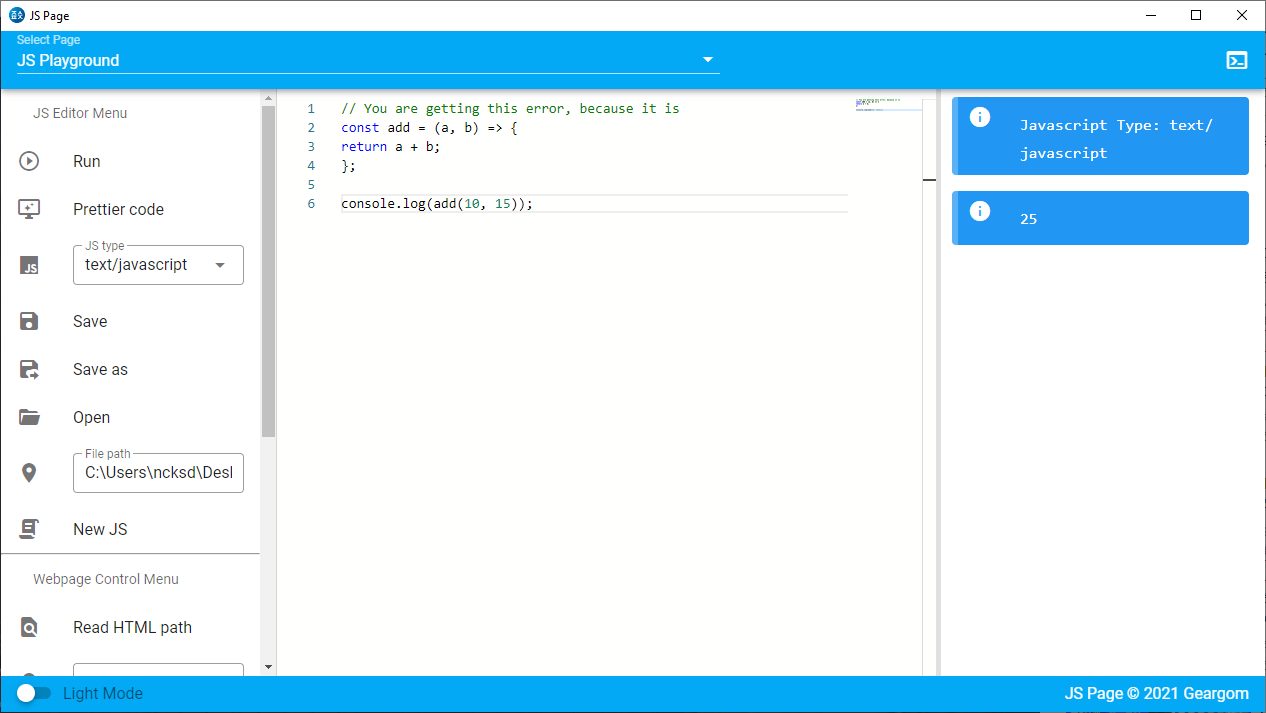 JS Page
Select Page
JS Playground
JS Editor Menu
Run
Prettier code
JS type
text/javascript
Save
Save as
Open
File path
C:\Users\ncksd\Des
New JS
Webpage Control Menu
Read HTML path
1 // You are getting this error, because it is
2 const add = (a, b) => {
3 return a + b;
4 };
5
6 console.log(add(10, 15));
Javascript Type: text/
javascript
25
Light Mode
JS Page © 2021 Geargom